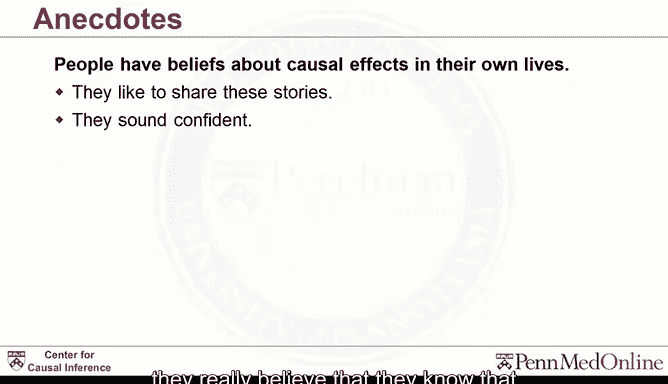 Anecdotes
People have beliefs about causal effects in their own lives.
They like to share these stories.
They sound confident.
Center for
Causal Inference
PennMedOnline
they really believe that they know that